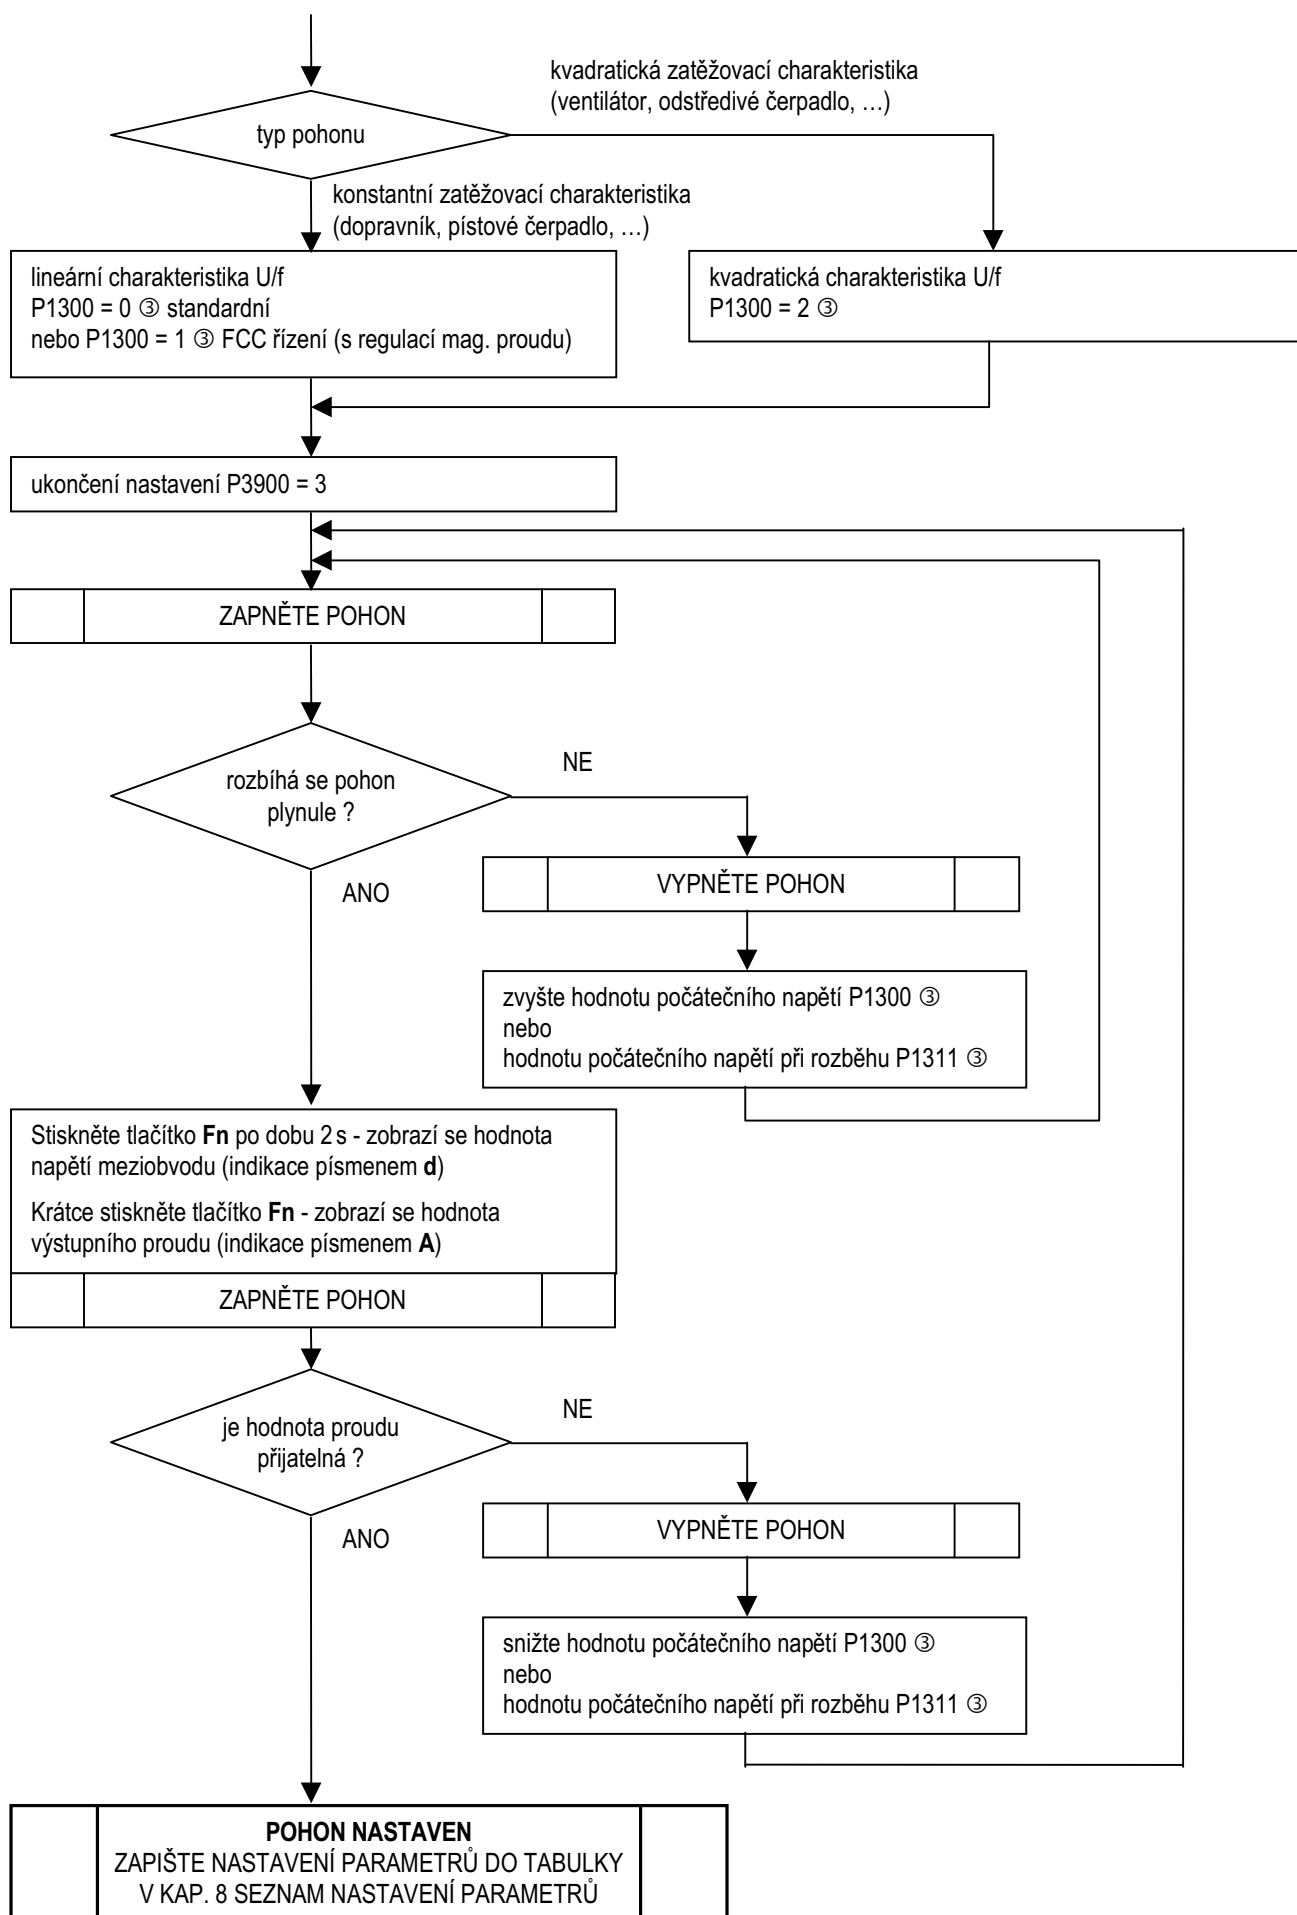 kvadratická zatěžovací charakteristika
(ventilátor, odstředivé čerpadlo, …)
typ pohonu
konstantní zatěžovací charakteristika
(dopravník, pístové čerpadlo, …)
lineární charakteristika U/f
P1300 = 0 ③ standardní
nebo P1300 = 1 ③ FCC řízení (s regulací mag. proudu)
kvadratická charakteristika U/f
P1300 = 2 ③
ukončení nastavení P3900 = 3
ZAPNĚTE POHON
rozbíhá se pohon
plynule ?
NE
ANO
VYPNĚTE POHON
zvyšte hodnotu počátečního napětí P1300 ③
nebo
hodnotu počátečního napětí při rozběhu P1311 ③
Stiskněte tlačítko Fn po dobu 2 s - zobrazí se hodnota
napětí meziobvodu (indikace písmenem d)
Krátce stiskněte tlačítko Fn - zobrazí se hodnota
výstupního proudu (indikace písmenem A)
ZAPNĚTE POHON
je hodnota proudu
přijatelná ?
NE
ANO
VYPNĚTE POHON
snižte hodnotu počátečního napětí P1300 ③
nebo
hodnotu počátečního napětí při rozběhu P1311 ③
POHON NASTAVEN
ZAPIŠTE NASTAVENÍ PARAMETRŮ DO TABULKY
V KAP. 8 SEZNAM NASTAVENÍ PARAMETRŮ